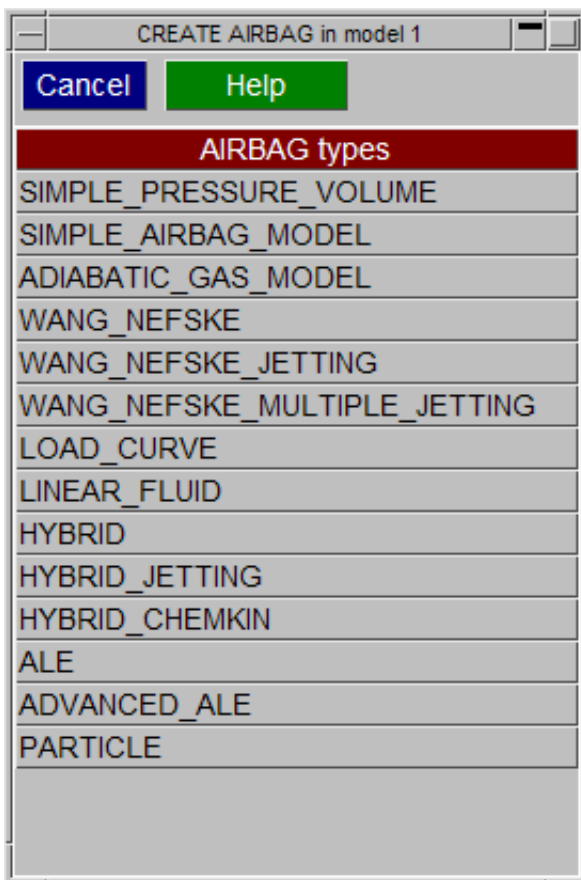 CREATE AIRBAG in model 1
Cancel Help
AIRBAG types
SIMPLE_PRESSURE_VOLUME
SIMPLE_AIRBAG_MODEL
ADIABATIC_GAS_MODEL
WANG_NEFSKE
WANG_NEFSKE_JETTING
WANG_NEFSKE_MULTIPLE_JETTING
LOAD_CURVE
LINEAR_FLUID
HYBRID
HYBRID_JETTING
HYBRID_CHEMKIN
ALE
ADVANCED_ALE
PARTICLE